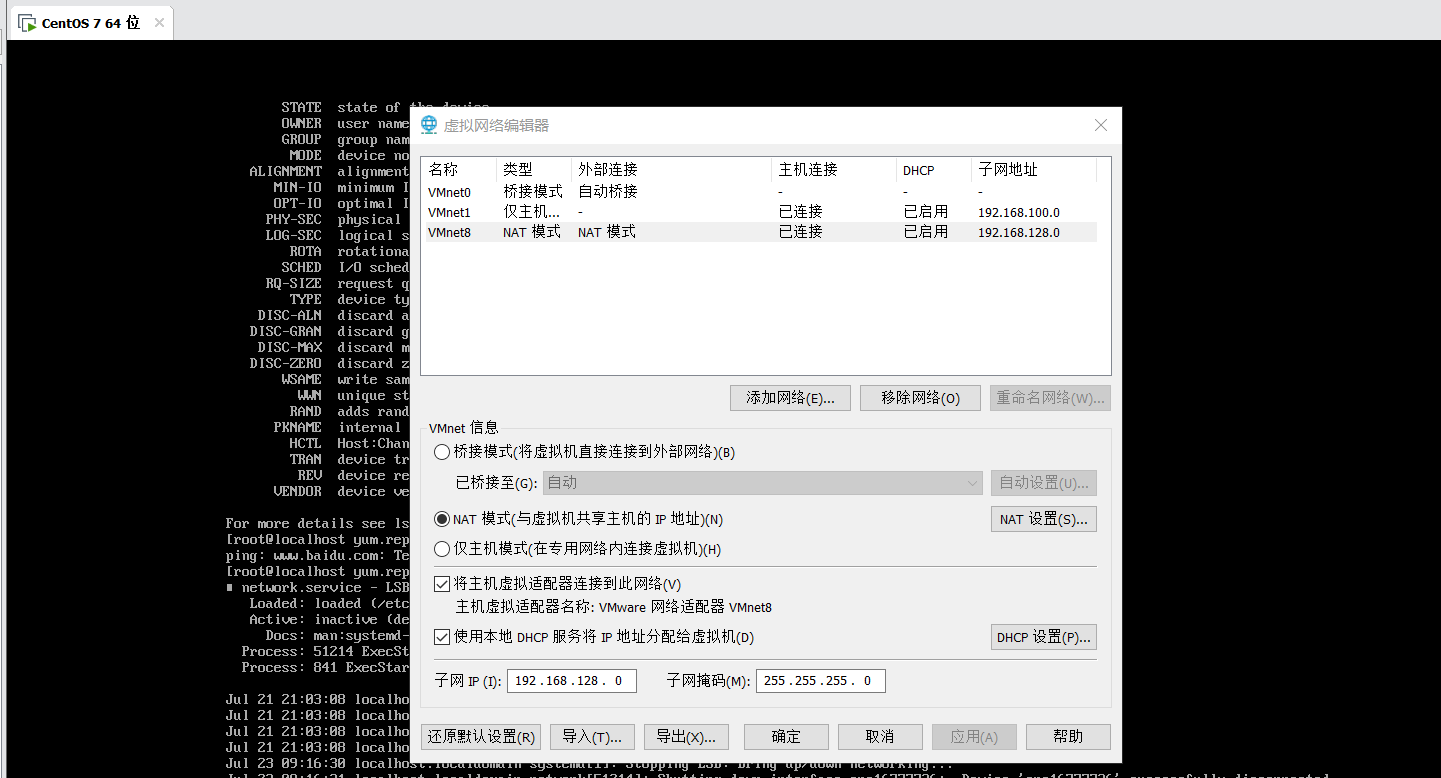 CentOS 7 64 位
STATE state of the device
OWNER user name
GROUP group nam
MODE device no
ALIGNMENT alignment
MIN-IO minimum I
OPT-IO optimal I
PHY-SEC physical
LOG-SEC logical s
ROTA rotationa
SCHED I/O sched
RQ-SIZE request q
TYPE device ty
DISC-ALN discard a
DISC-GRAN discard g
DISC-MAX discard m
DISC-ZERO discard z
WSAME write sam
WWN unique st
RAND adds rand
PKNAME internal
HCTL Host:Chan
TRAN device tr
REV device re
VENDOR device ve
For more details see ls
[root@localhost yum.rep
ping: www.baidu.com: Te
[root@localhost yum.rep
network.service - LSB
Loaded: loaded (/etc
Active: inactive (de
Docs: man:systemd-
Process: 51214 ExecSt
Process: 841 ExecStar
Jul 21 21:03:08 localho
Jul 21 21:03:08 localho
Jul 21 21:03:08 localho
Jul 21 21:03:08 localho
Jul 23 09:16:30 localhost.localdomain systemd[1]: Stopping LSB: Bring up/down networking...
虚拟网络编辑器
名称 类型 外部连接 主机连接 DHCP 子网地址
VMnet0 桥接模式 自动桥接 - - -
VMnet1 仅主机... - 已连接 已启用 192.168.100.0
VMnet8 NAT 模式 NAT 模式 已连接 已启用 192.168.128.0
添加网络(E)... 移除网络(O) 重命名网络(W)...
VMnet 信息
桥接模式(将虚拟机直接连接到外部网络)(B)
已桥接至(G): 自动 自动设置(U)...
NAT 模式(与虚拟机共享主机的 IP 地址)(N) NAT 设置(S)...
仅主机模式(在专用网络内连接虚拟机)(H)
将主机虚拟适配器连接到此网络(V)
主机虚拟适配器名称: VMware 网络适配器 VMnet8
使用本地 DHCP 服务将 IP 地址分配给虚拟机(D) DHCP 设置(P)...
子网 IP (I): 192 . 168 . 128 . 0 子网掩码(M): 255 . 255 . 255 . 0
还原默认设置(R) 导入(T)... 导出(X)... 确定 取消 应用(A) 帮助